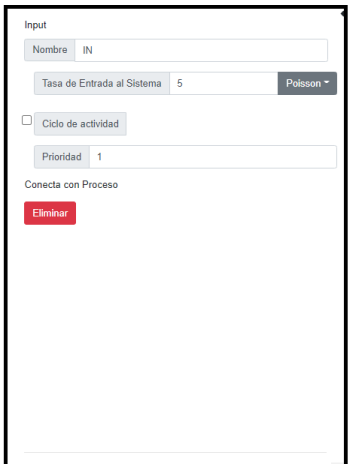 Input
Nombre IN
Tasa de Entrada al Sistema 5 Poisson
Ciclo de actividad
Prioridad 1
Conecta con Proceso
Eliminar